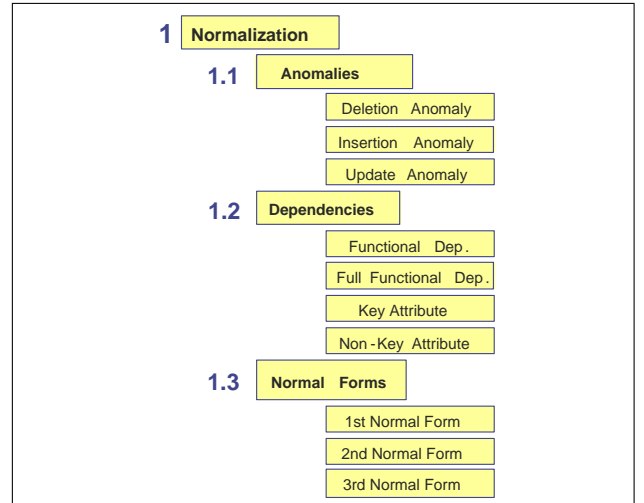 1 Normalization
1.1 Anomalies
Deletion Anomaly
Insertion Anomaly
Update Anomaly
1.2 Dependencies
Functional Dep.
Full Functional Dep.
Key Attribute
Non-Key Attribute
1.3 Normal Forms
1st Normal Form
2nd Normal Form
3rd Normal Form